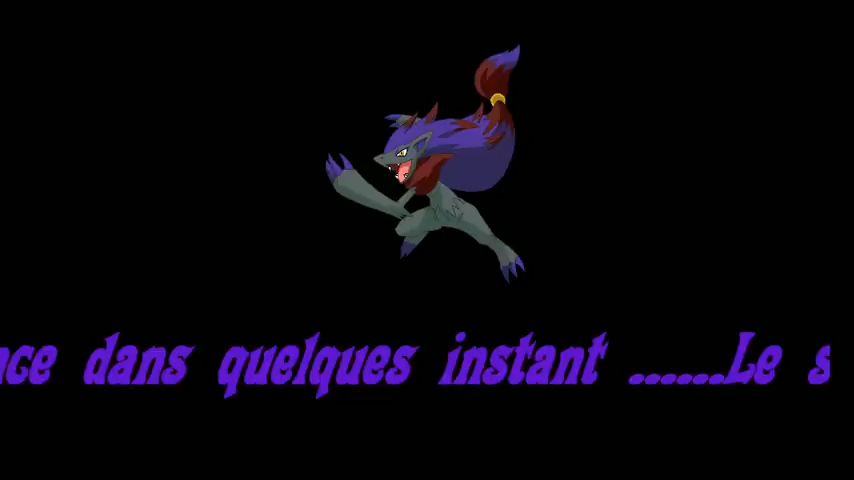 nce dans quelques instant .......Le s